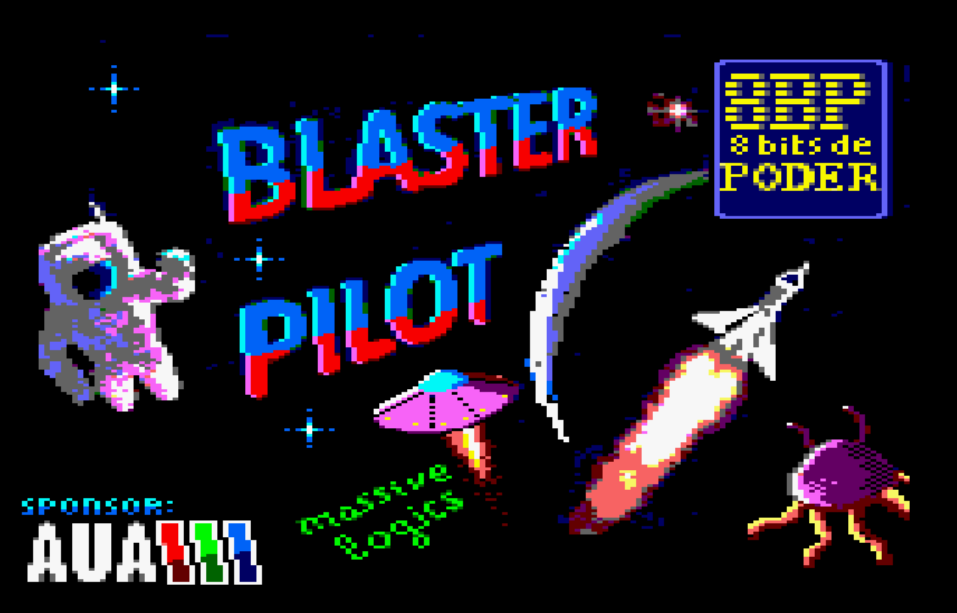 BLASTER
PILOT
8BP
8 bits de
PODER
massive
Logics
SPONSOR:
AUA